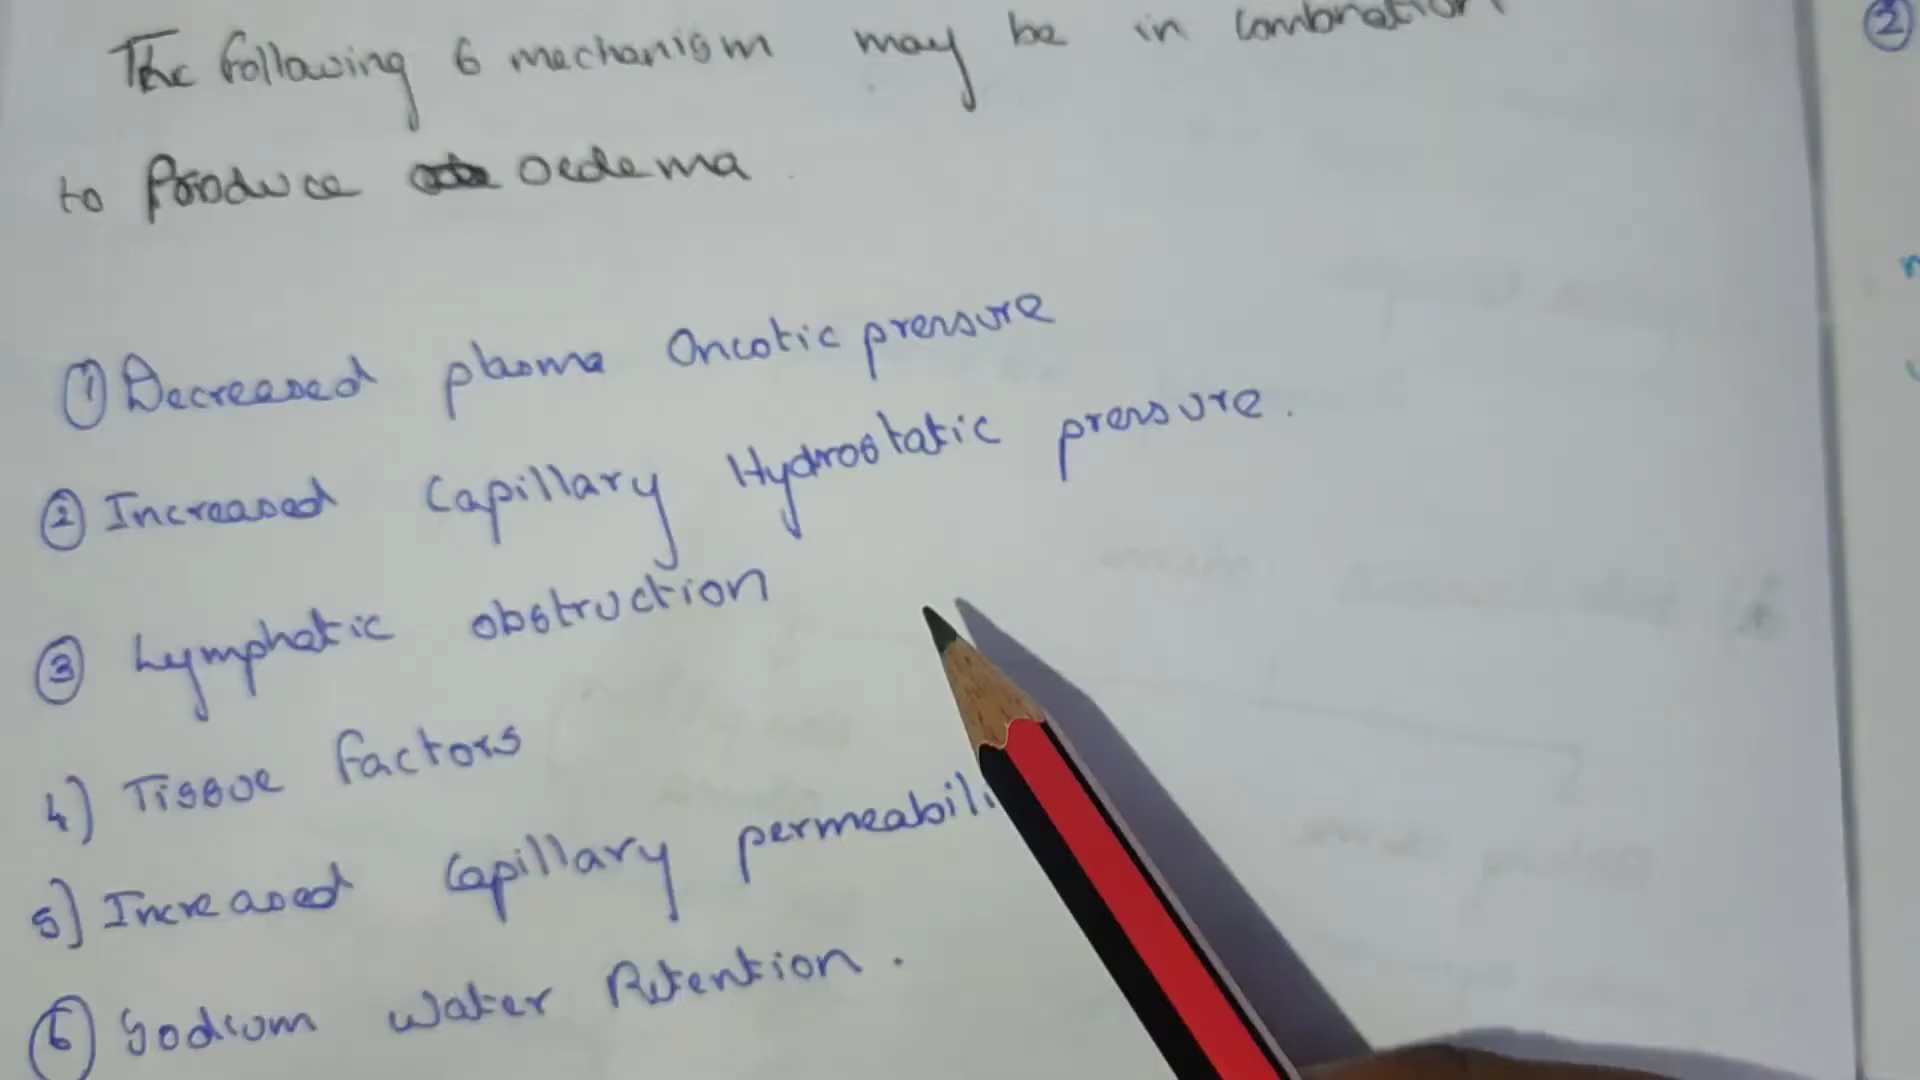 The following 6 mechanism may be in combination
to Produce oedema
① Decreased plasma Oncotic pressure
② Increased Capillary Hydrostatic pressure.
③ Lymphatic obstruction
4) Tissue factors
5] Increased Capillary permeabili
⑥ Sodium water Retention.
②